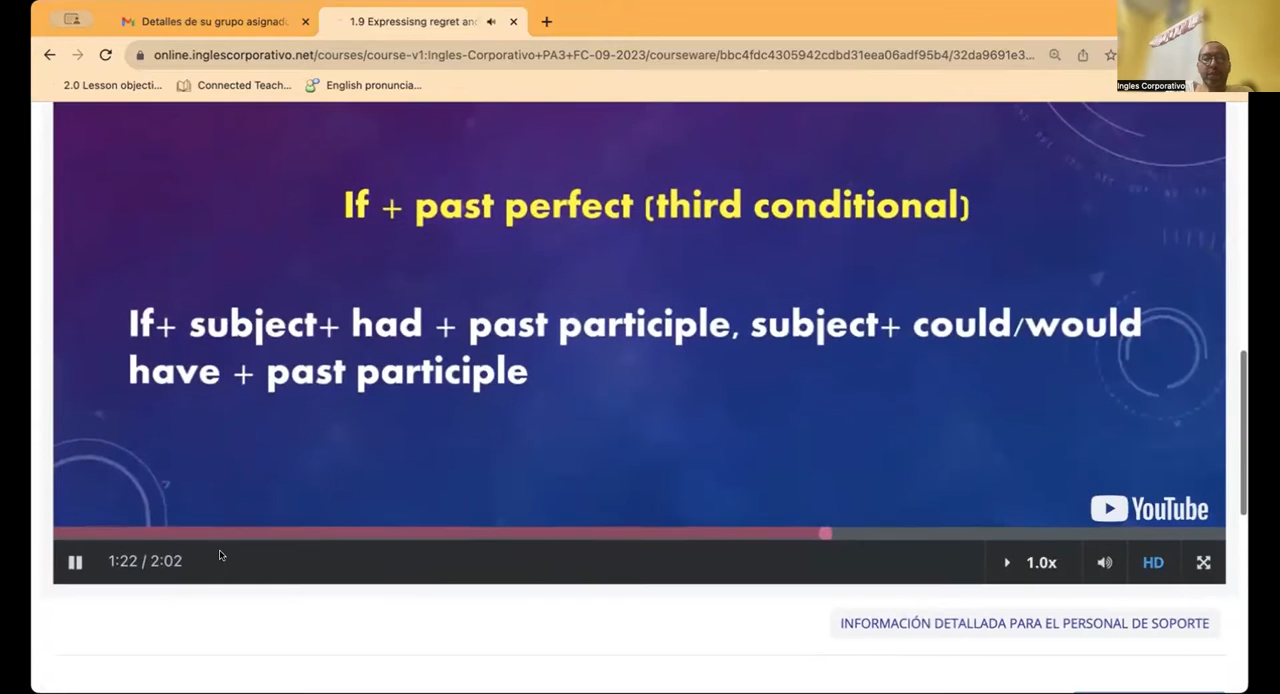 Detalles de su grupo asignado
1.9 Expressisng regret and
online.inglescorporativo.net/courses/course-v1:Ingles-Corporativo+PA3+FC-09-2023/courseware/bbc4fdc4305942cdbd31eea06adf95b4/32da9691e3...
2.0 Lesson objecti...
Connected Teach...
English pronuncia...
Ingles Corporativo
If + past perfect (third conditional)
If+ subject+ had + past participle, subject+ could/would
have + past participle
YouTube
1:22 / 2:02
1.0x
HD
INFORMACIÓN DETALLADA PARA EL PERSONAL DE SOPORTE